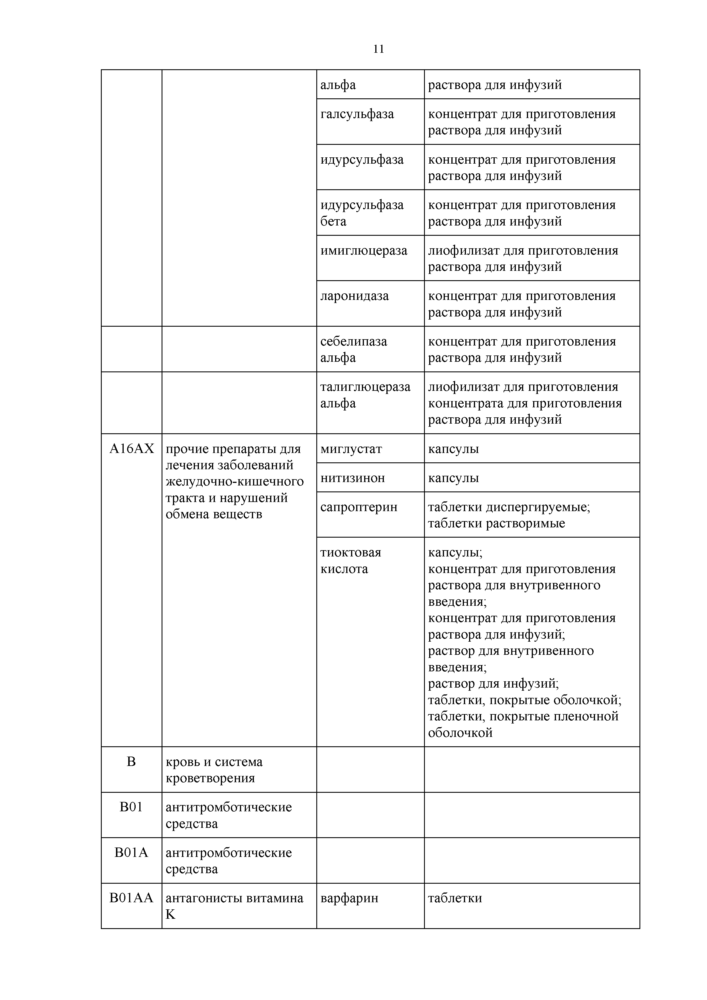 11
альфа
раствора для инфузий
галсульфаза
концентрат для приготовления
раствора для инфузий
идурсульфаза
концентрат для приготовления
раствора для инфузий
идурсульфаза
бета
концентрат для приготовления
раствора для инфузий
имиглюцераза
лиофилизат для приготовления
раствора для инфузий
ларонидаза
концентрат для приготовления
раствора для инфузий
себелипаза
альфа
концентрат для приготовления
раствора для инфузий
талиглюцераза
альфа
лиофилизат для приготовления
концентрата для приготовления
раствора для инфузий
A16AX
прочие препараты для
лечения заболеваний
желудочно-кишечного
тракта и нарушений
обмена веществ
миглустат
капсулы
нитизинон
капсулы
сапроптерин
таблетки диспергируемые;
таблетки растворимые
тиоктовая
кислота
капсулы;
концентрат для приготовления
раствора для внутривенного
введения;
концентрат для приготовления
раствора для инфузий;
раствор для внутривенного
введения;
раствор для инфузий;
таблетки, покрытые оболочкой;
таблетки, покрытые пленочной
оболочкой
B
кровь и система
кроветворения
B01
антитромботические
средства
B01A
антитромботические
средства
B01AA
антагонисты витамина
K
варфарин
таблетки